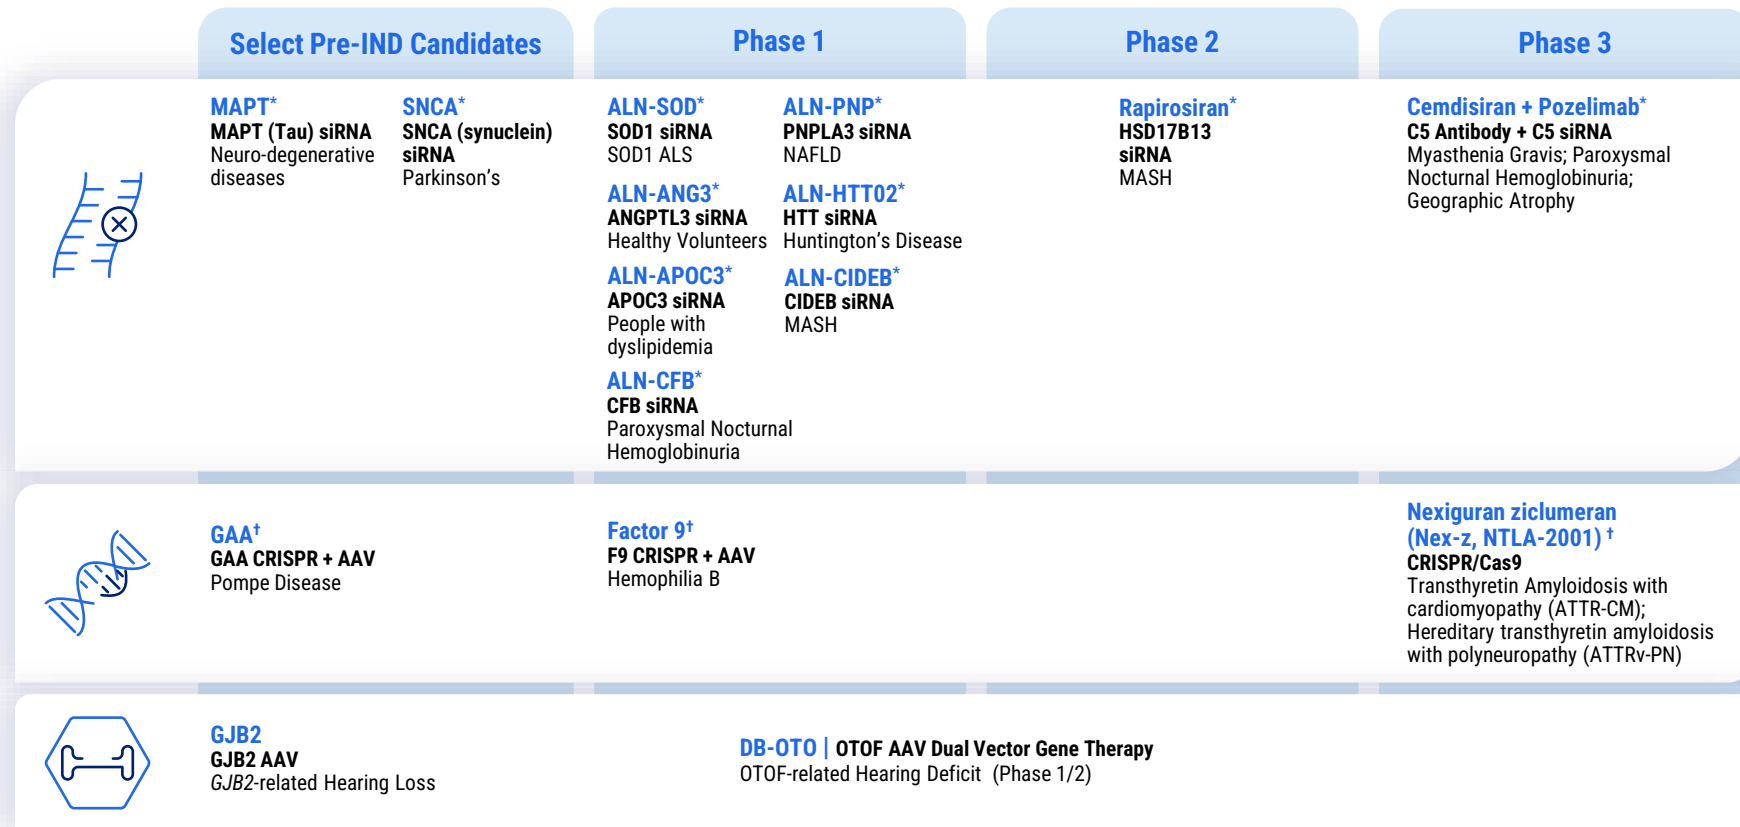 Select Pre-IND Candidates
Phase 1
Phase 2
Phase 3
MAPT*
MAPT (Tau) siRNA
Neuro-degenerative
diseases
SNCA*
SNCA (synuclein)
siRNA
Parkinson's
ALN-SOD*
SOD1 siRNA
SOD1 ALS
ALN-PNP*
PNPLA3 siRNA
NAFLD
ALN-ANG3*
ANGPTL3 siRNA
Healthy Volunteers
ALN-HTT02*
HTT siRNA
Huntington's Disease
ALN-APOC3*
APOC3 siRNA
People with
dyslipidemia
ALN-CIDEB*
CIDEB siRNA
MASH
ALN-CFB*
CFB siRNA
Paroxysmal Nocturnal
Hemoglobinuria
Rapirosiran*
HSD17B13
siRNA
MASH
Cemdisiran + Pozelimab*
C5 Antibody + C5 siRNA
Myasthenia Gravis; Paroxysmal
Nocturnal Hemoglobinuria;
Geographic Atrophy
GAA†
GAA CRISPR + AAV
Pompe Disease
Factor 9†
F9 CRISPR + AAV
Hemophilia B
Nexiguran ziclumeran
(Nex-z, NTLA-2001) †
CRISPR/Cas9
Transthyretin Amyloidosis with
cardiomyopathy (ATTR-CM);
Hereditary transthyretin amyloidosis
with polyneuropathy (ATTRv-PN)
GJB2
GJB2 AAV
GJB2-related Hearing Loss
DB-OTO | OTOF AAV Dual Vector Gene Therapy
OTOF-related Hearing Deficit (Phase 1/2)